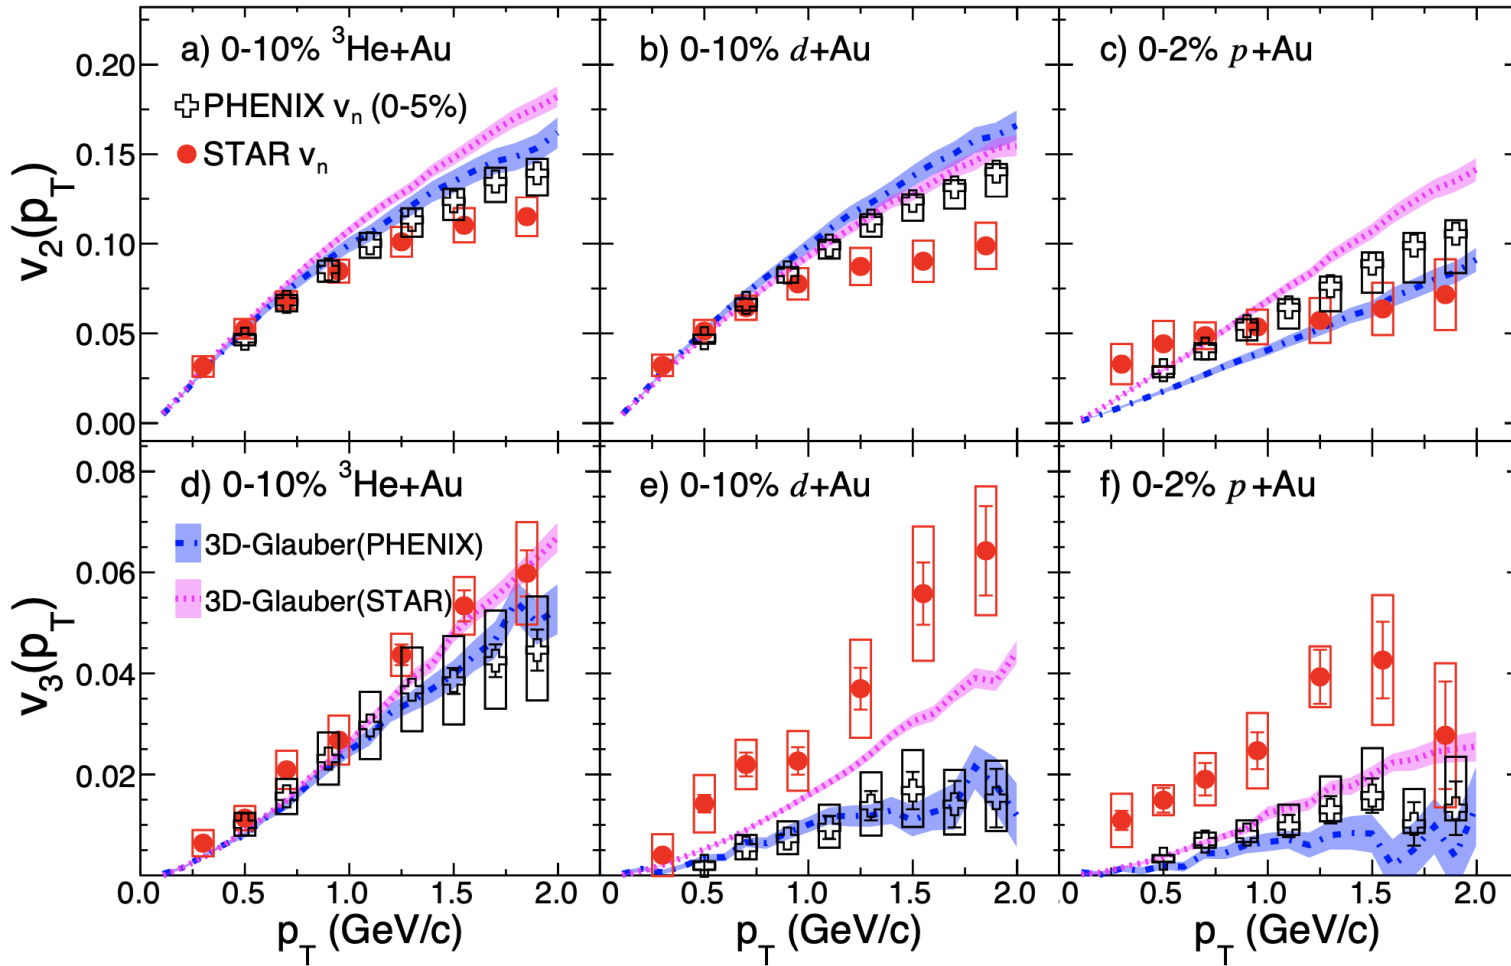 a) 0-10% ³He+Au
b) 0-10% d+Au
c) 0-2% p+Au
PHENIX vₙ (0-5%)
STAR vₙ
v₂(p_T)
0.20
0.15
0.10
0.05
0.00
d) 0-10% ³He+Au
e) 0-10% d+Au
f) 0-2% p+Au
3D-Glauber(PHENIX)
3D-Glauber(STAR)
v₃(p_T)
0.08
0.06
0.04
0.02
0.5 1.0 1.5 2.0 0.5 1.0 1.5 2.0 0.5 1.0 1.5 2.0
p_T (GeV/c) p_T (GeV/c) p_T (GeV/c)